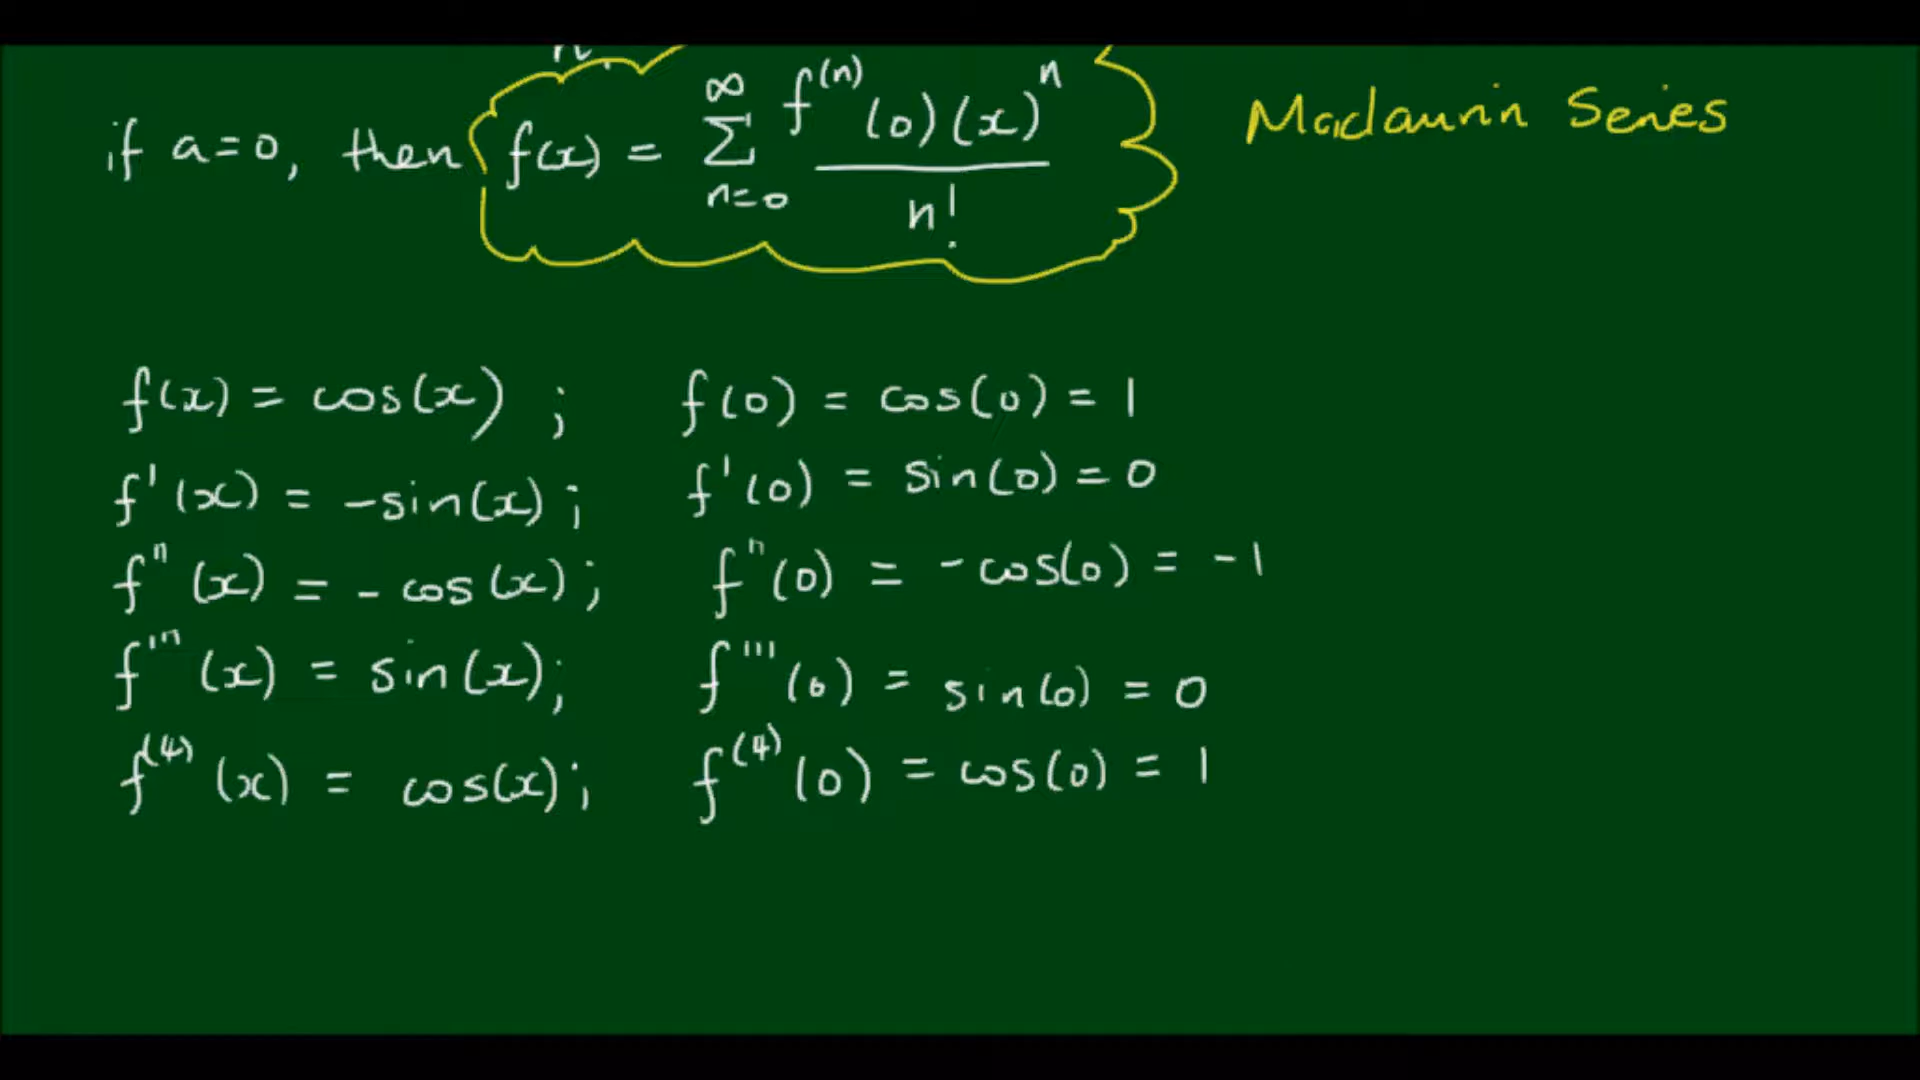 if a=0, then f(x) = ∞ Σ n=0 f⁽ⁿ⁾(0)(x)ⁿ / n! Maclaurin Series
f(x) = cos(x) ; f(0) = cos(0) = 1
f'(x) = -sin(x) ; f'(0) = sin(0) = 0
f"(x) = - cos(x) ; f"(0) = - cos(0) = -1
f'''(x) = sin(x) ; f'''(0) = sin(0) = 0
f⁽⁴⁾(x) = cos(x) ; f⁽⁴⁾(0) = cos(0) = 1